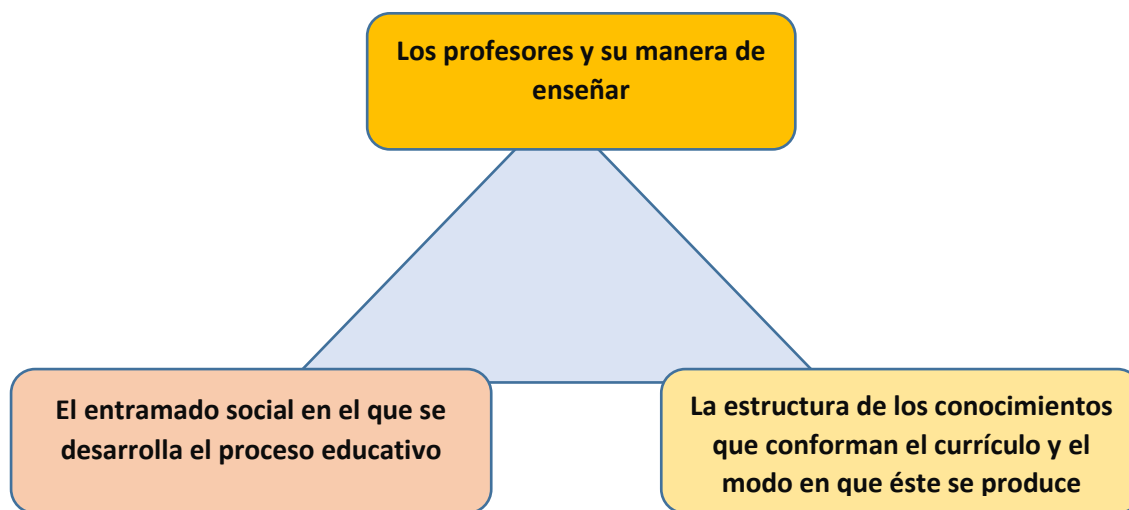 Los profesores y su manera de
enseñar
El entramado social en el que se
desarrolla el proceso educativo
La estructura de los conocimientos
que conforman el currículo y el
modo en que éste se produce